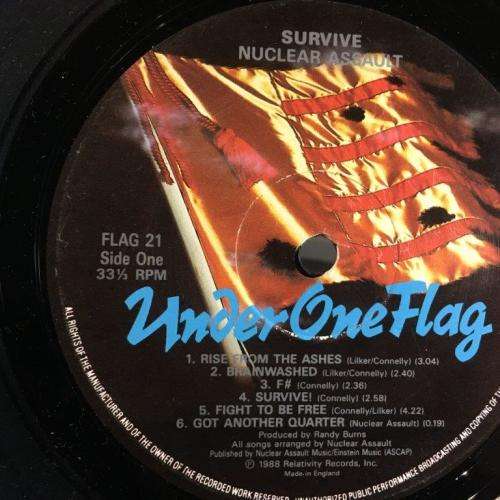 SURVIVE
NUCLEAR ASSAULT
FLAG 21
Side One
33⅓ RPM
Under One Flag
1. RISE FROM THE ASHES (Lilker/Connelly) (3.04)
2. BRAINWASHED (Lilker/Connelly) (2.40)
3. F# (Connelly) (2.36)
4. SURVIVE! (Connelly) (2.58)
5. FIGHT TO BE FREE (Connelly/Lilker) (4.22)
6. GOT ANOTHER QUARTER (Nuclear Assault) (0.19)
Produced by Randy Burns
All songs arranged by Nuclear Assault
Published by Nuclear Assault Music/Einstein Music (ASCAP)
℗ 1988 Relativity Records, Inc.
Made in England
ALL RIGHTS OF THE MANUFACTURER AND OF THE OWNER OF THE RECORDED WORK RESERVED. UNAUTHORIZED PUBLIC PERFORMANCE BROADCASTING AND COPYING